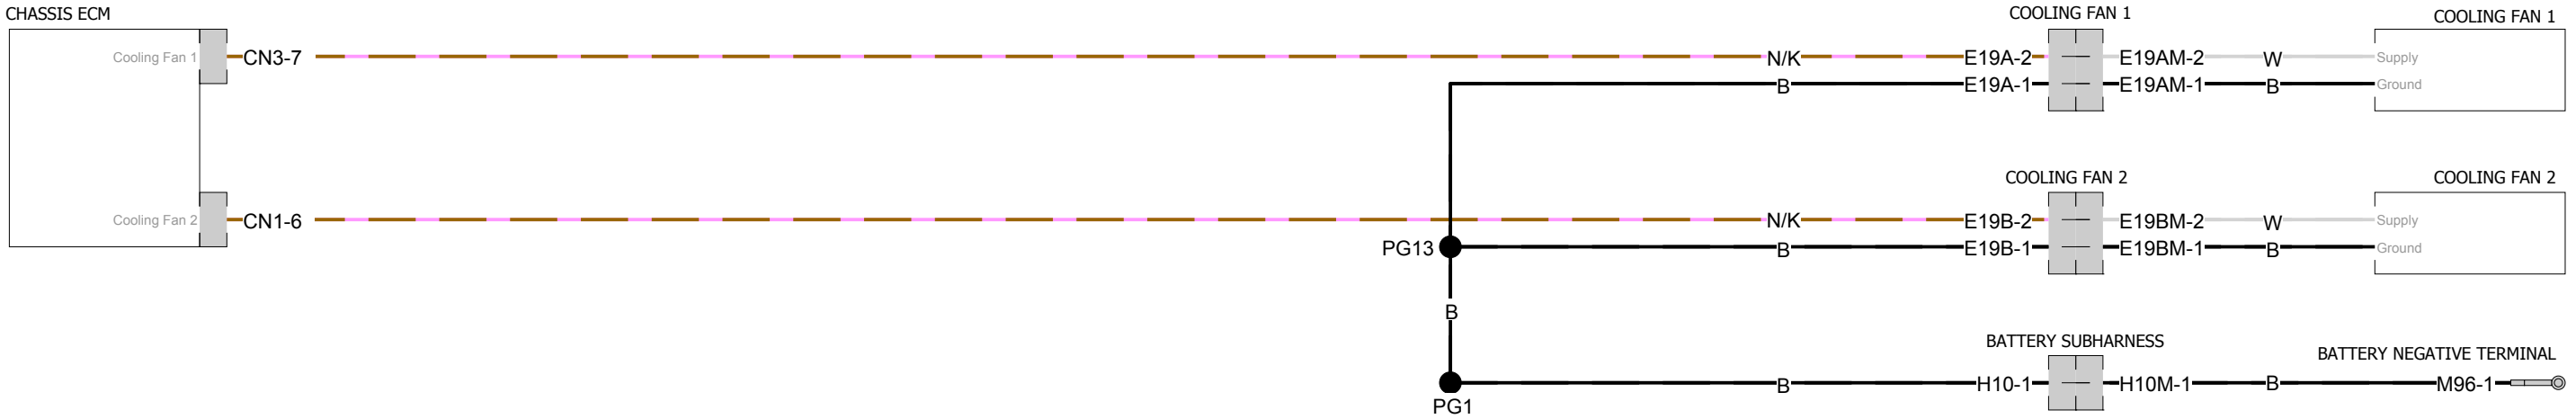 CHASSIS ECM
COOLING FAN 1
COOLING FAN 1
Cooling Fan 1
CN3-7
N/K
E19A-2
E19AM-2
W
Supply
B
E19A-1
E19AM-1
B
Ground
COOLING FAN 2
COOLING FAN 2
Cooling Fan 2
CN1-6
N/K
E19B-2
E19BM-2
W
Supply
PG13
B
E19B-1
E19BM-1
B
Ground
B
BATTERY SUBHARNESS
BATTERY NEGATIVE TERMINAL
B
H10-1
H10M-1
B
M96-1
PG1